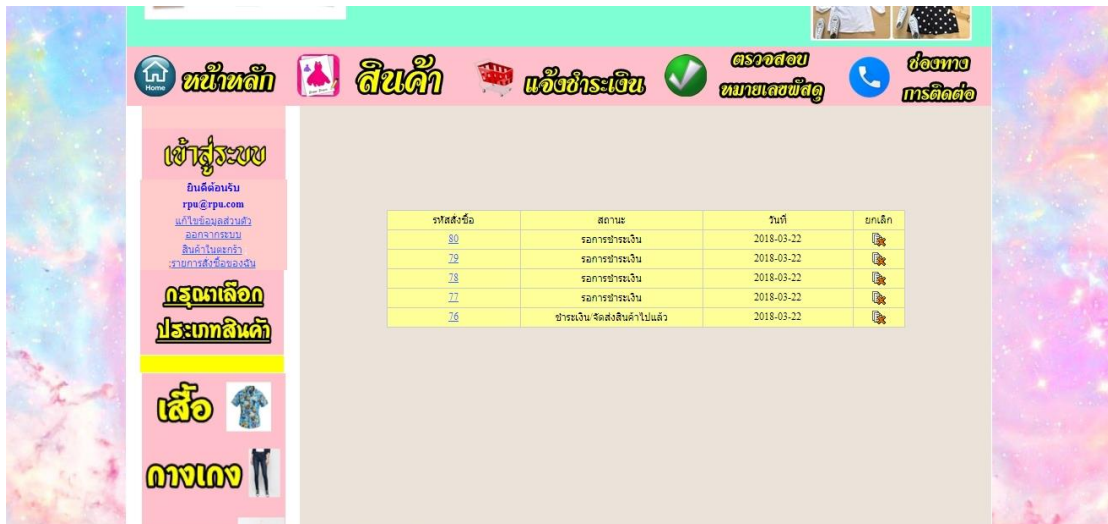 Home
หน้าหลัก
สินค้า
แจ้งชำระเงิน
ตรวจสอบ
หมายเลขพัสดุ
ช่องทาง
การติดต่อ
เข้าสู่ระบบ
ยินดีต้อนรับ
rpu@rpu.com
แก้ไขข้อมูลส่วนตัว
ออกจากระบบ
สินค้าในตะกร้า
;รายการสั่งซื้อของฉัน
กรุณาเลือก
ประเภทสินค้า
เสื้อ
กางเกง
รหัสสั่งซื้อ สถานะ วันที่ ยกเลิก
80 รอการชำระเงิน 2018-03-22
79 รอการชำระเงิน 2018-03-22
78 รอการชำระเงิน 2018-03-22
77 รอการชำระเงิน 2018-03-22
76 ชำระเงิน/จัดส่งสินค้าไปแล้ว 2018-03-22